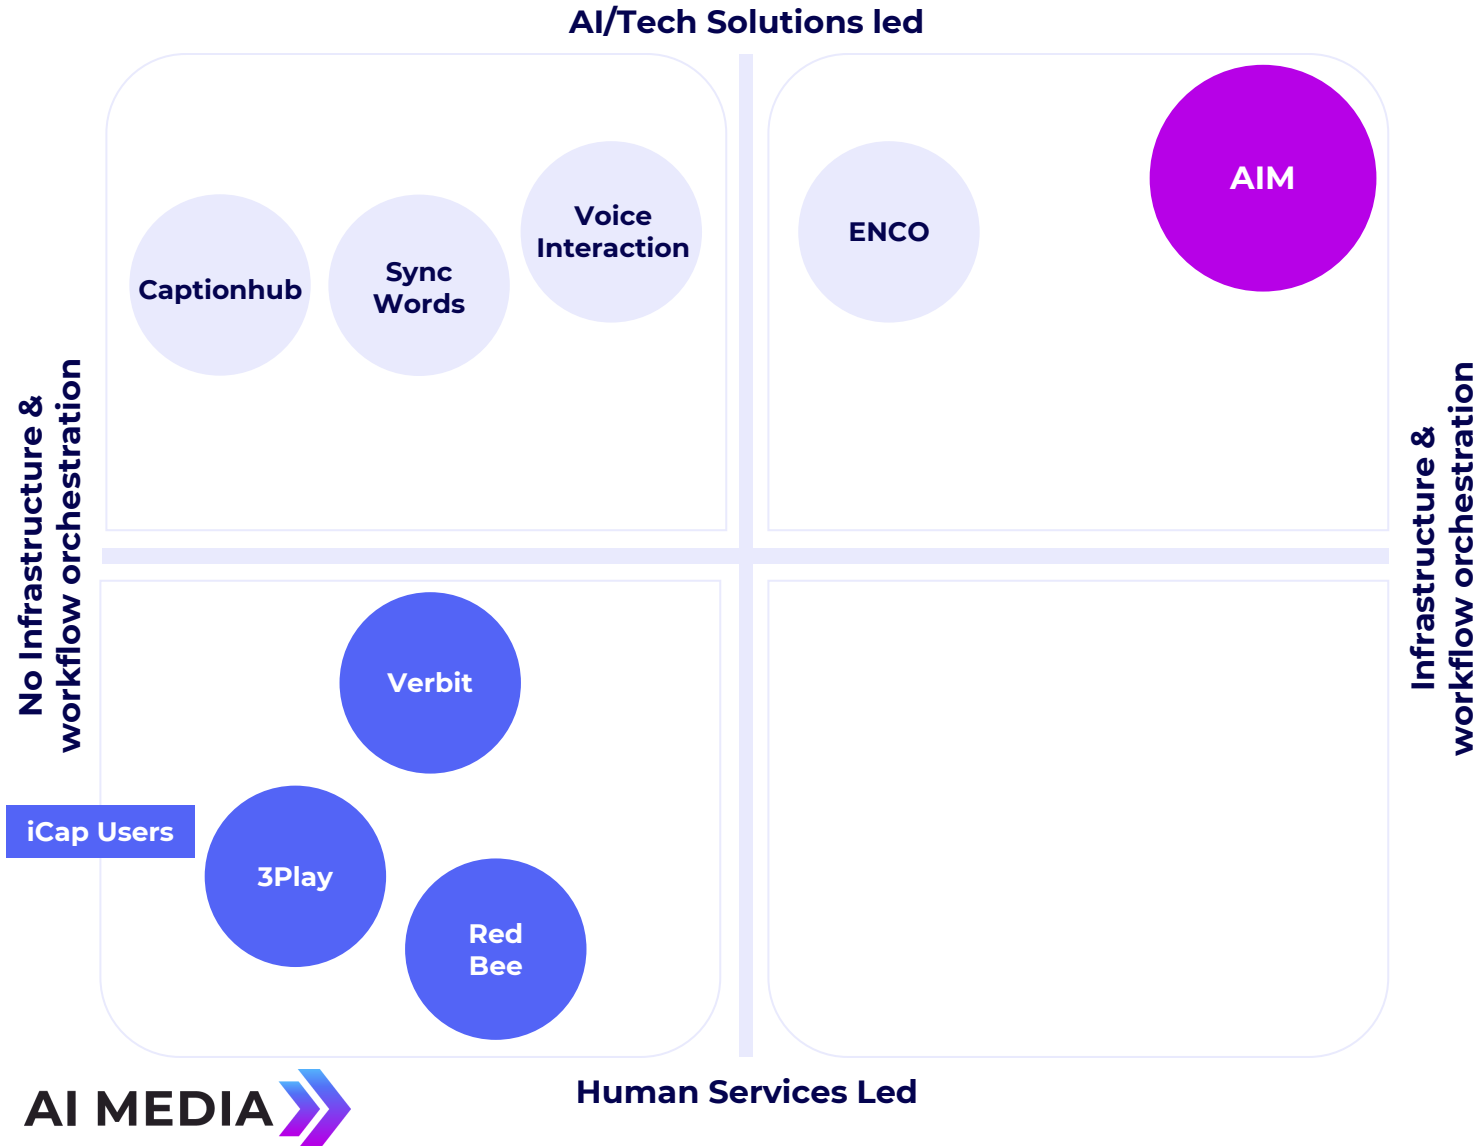 AI/Tech Solutions led
Captionhub
Sync
Words
Voice
Interaction
ENCO
AIM
No Infrastructure &
workflow orchestration
Infrastructure &
workflow orchestration
Verbit
iCap Users
3Play
Red
Bee
AI MEDIA
Human Services Led